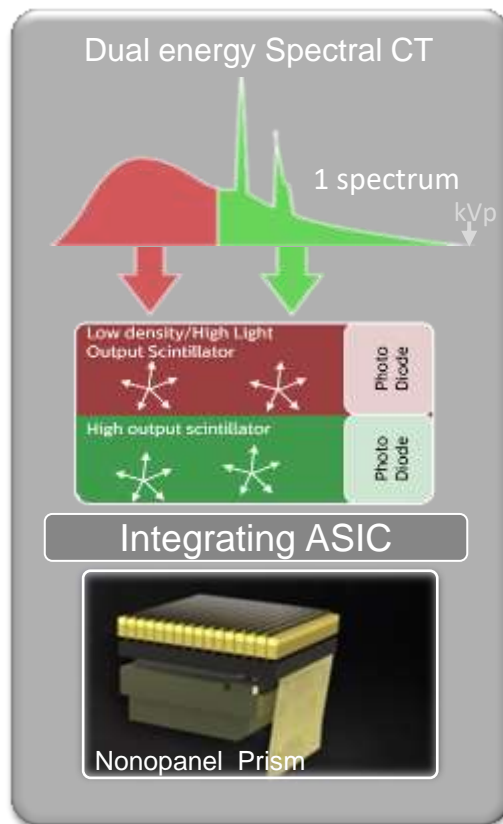 Dual energy Spectral CT
1 spectrum
kVp
Low density/High Light
Output Scintillator
Photo
Diode
High output scintillator
Photo
Diode
Integrating ASIC
Nonopanel Prism